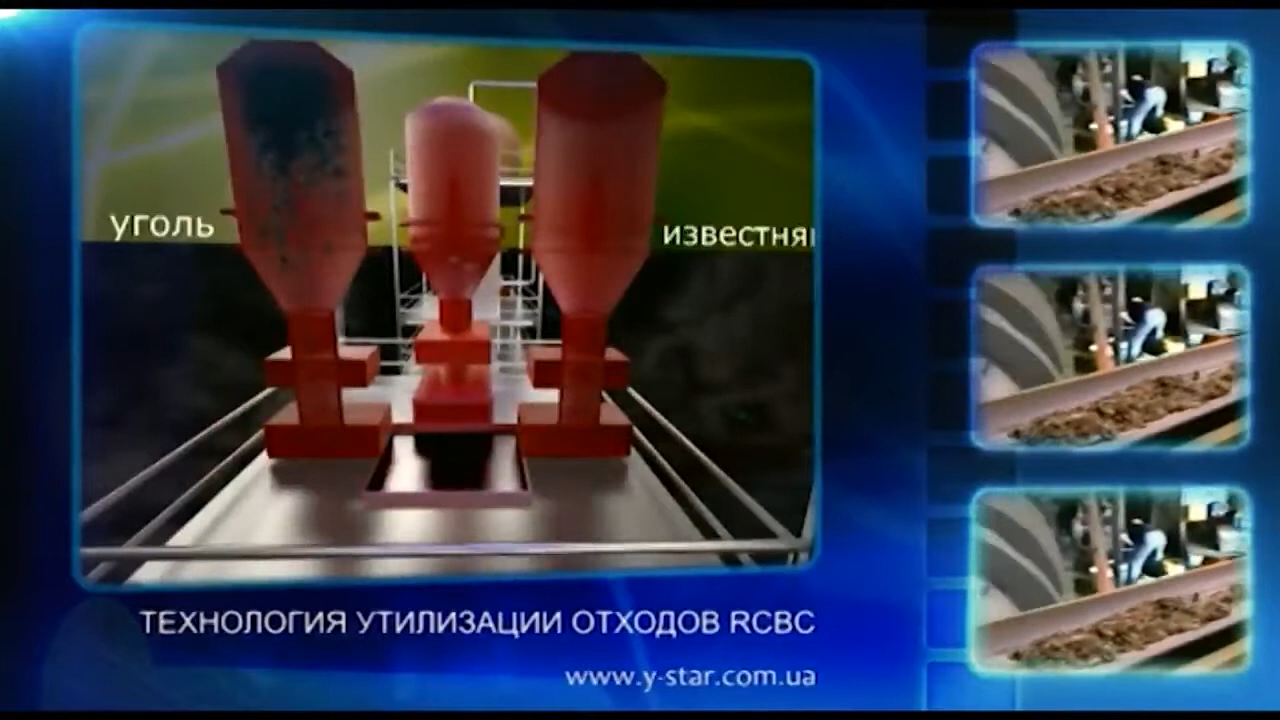 уголь
известня
ТЕХНОЛОГИЯ УТИЛИЗАЦИИ ОТХОДОВ RCBC
www.y-star.com.ua